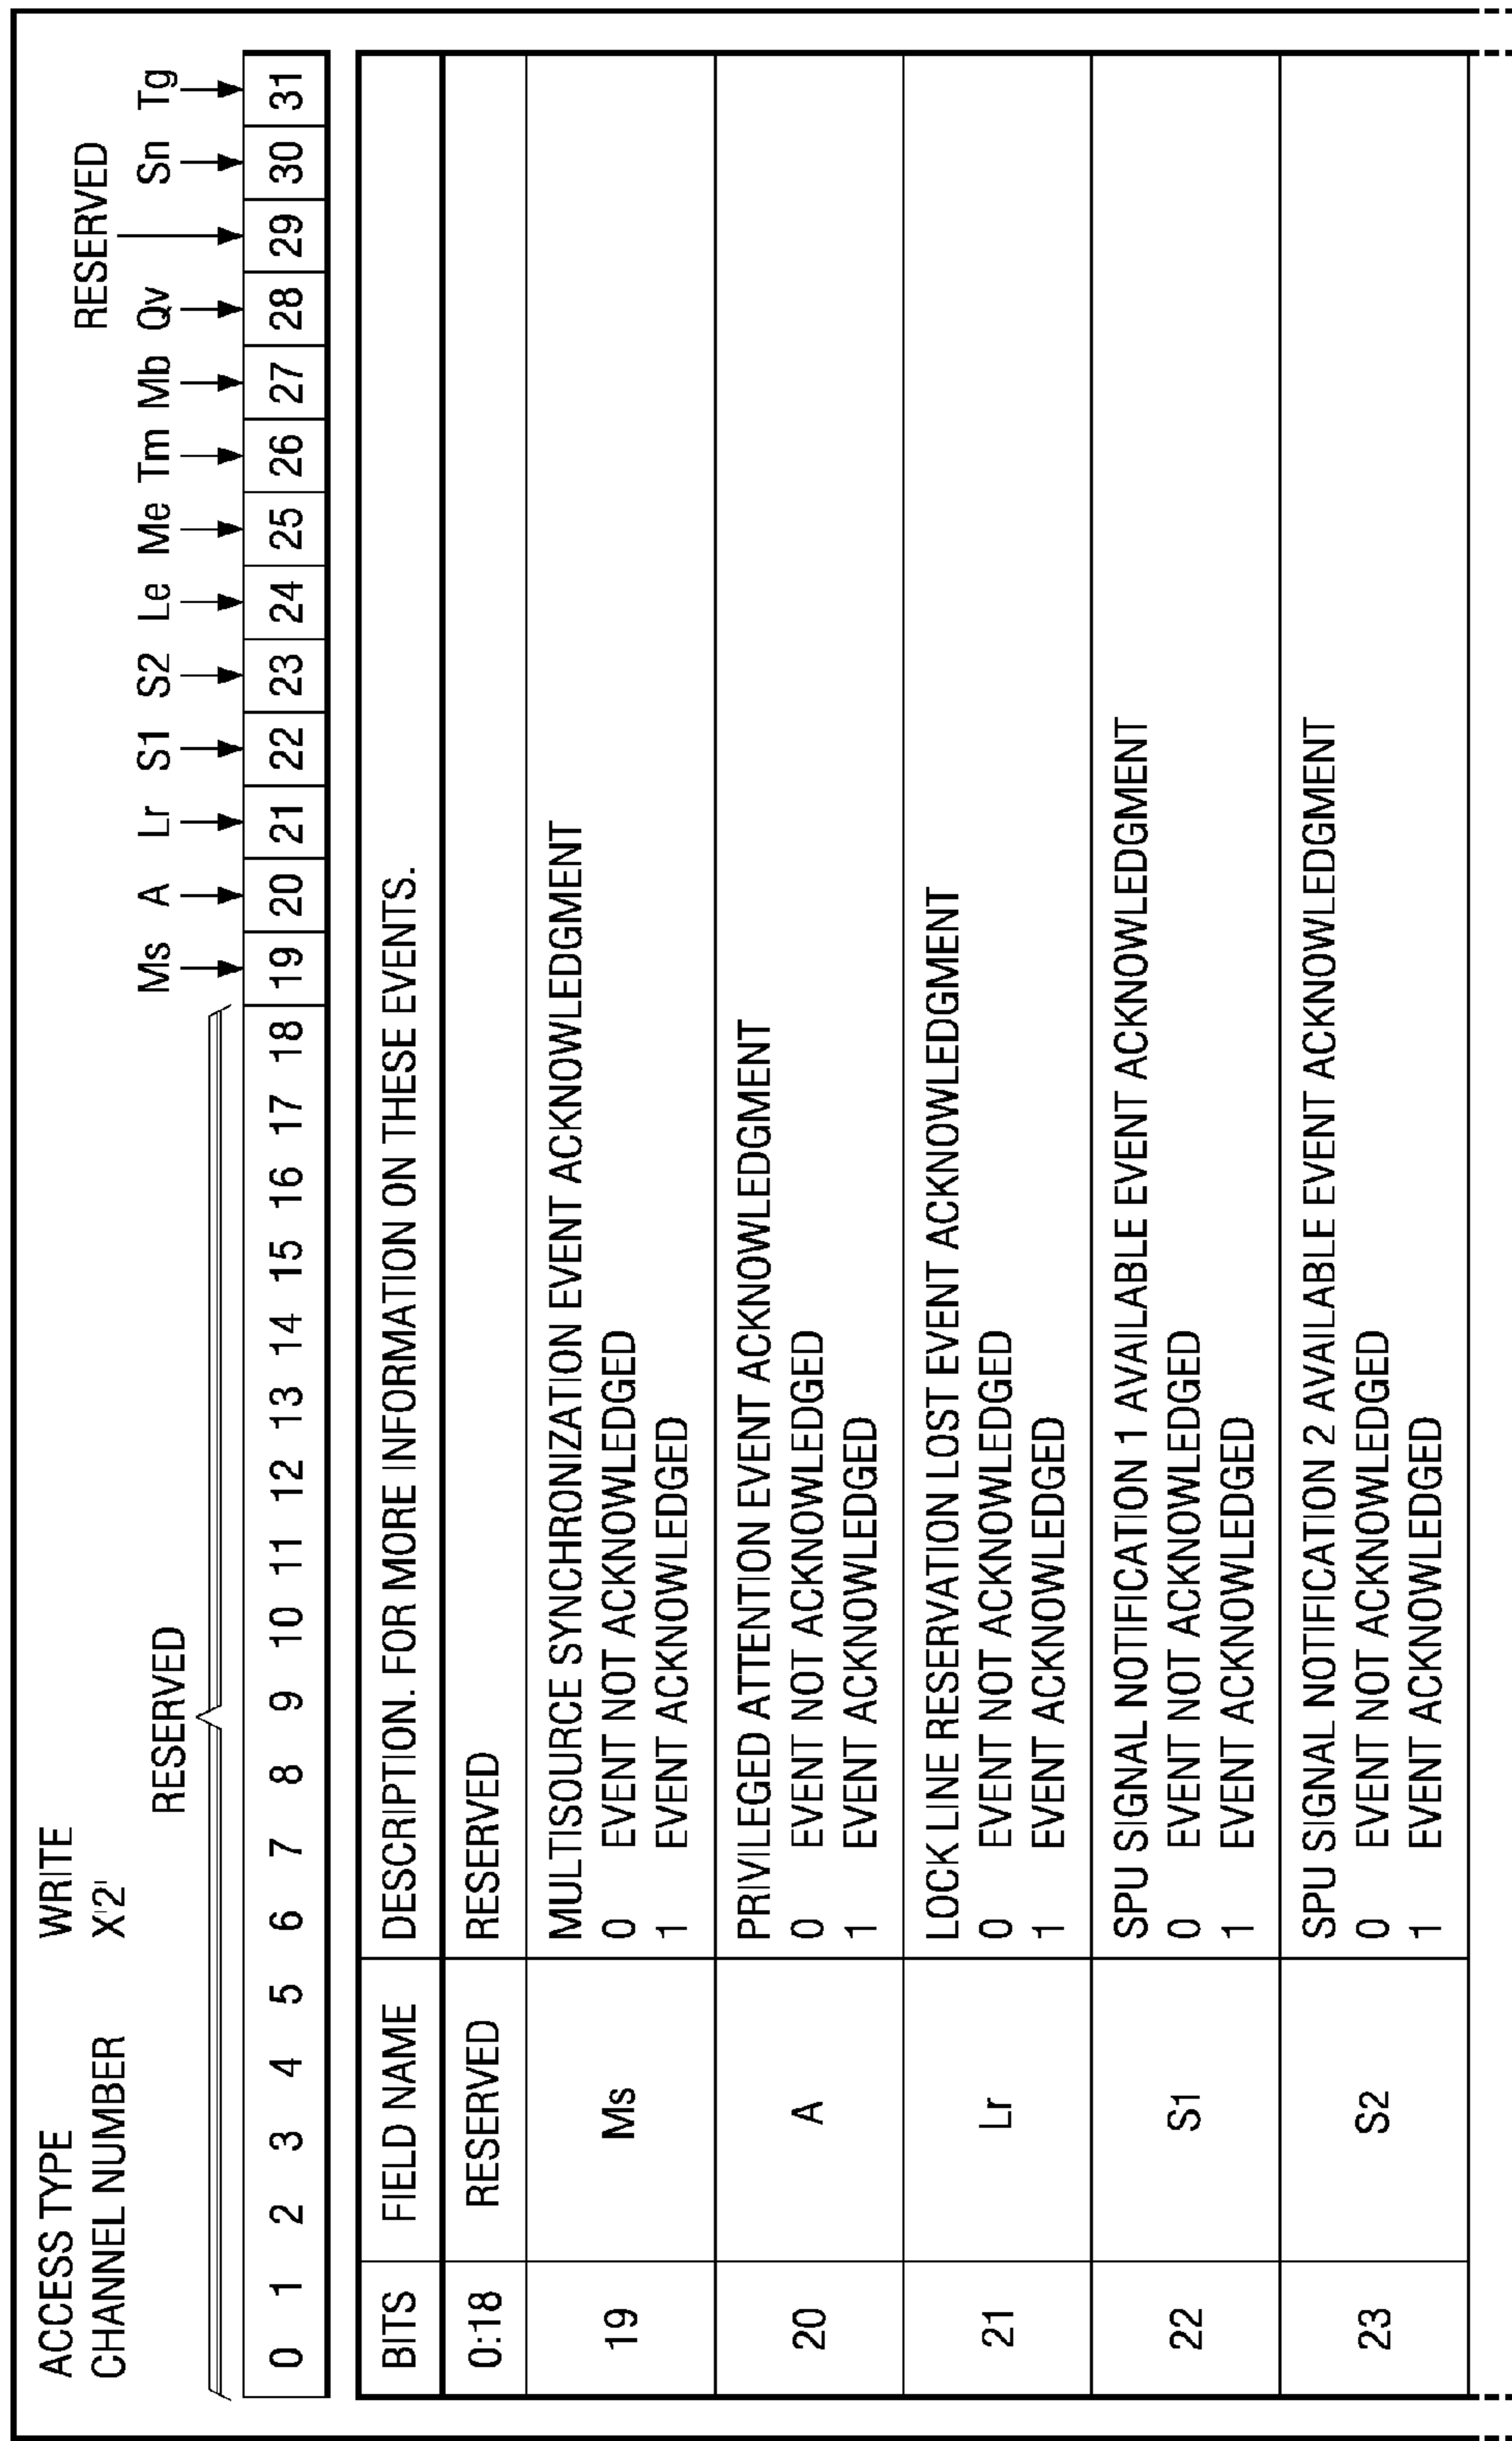 ACCESS TYPE WRITE
CHANNEL NUMBER X'2'
RESERVED
RESERVED Ms A Lr S1 S2 Le Me Tm Mb Qv Sn Tg
0 1 2 3 4 5 6 7 8 9 10 11 12 13 14 15 16 17 18 19 20 21 22 23 24 25 26 27 28 29 30 31
BITS FIELD NAME DESCRIPTION. FOR MORE INFORMATION ON THESE EVENTS.
0:18 RESERVED RESERVED
19 Ms MULTISOURCE SYNCHRONIZATION EVENT ACKNOWLEDGMENT
0 EVENT NOT ACKNOWLEDGED
1 EVENT ACKNOWLEDGED
20 A PRIVILEGED ATTENTION EVENT ACKNOWLEDGMENT
0 EVENT NOT ACKNOWLEDGED
1 EVENT ACKNOWLEDGED
21 Lr LOCK LINE RESERVATION LOST EVENT ACKNOWLEDGMENT
0 EVENT NOT ACKNOWLEDGED
1 EVENT ACKNOWLEDGED
22 S1 SPU SIGNAL NOTIFICATION 1 AVAILABLE EVENT ACKNOWLEDGMENT
0 EVENT NOT ACKNOWLEDGED
1 EVENT ACKNOWLEDGED
23 S2 SPU SIGNAL NOTIFICATION 2 AVAILABLE EVENT ACKNOWLEDGMENT
0 EVENT NOT ACKNOWLEDGED
1 EVENT ACKNOWLEDGED